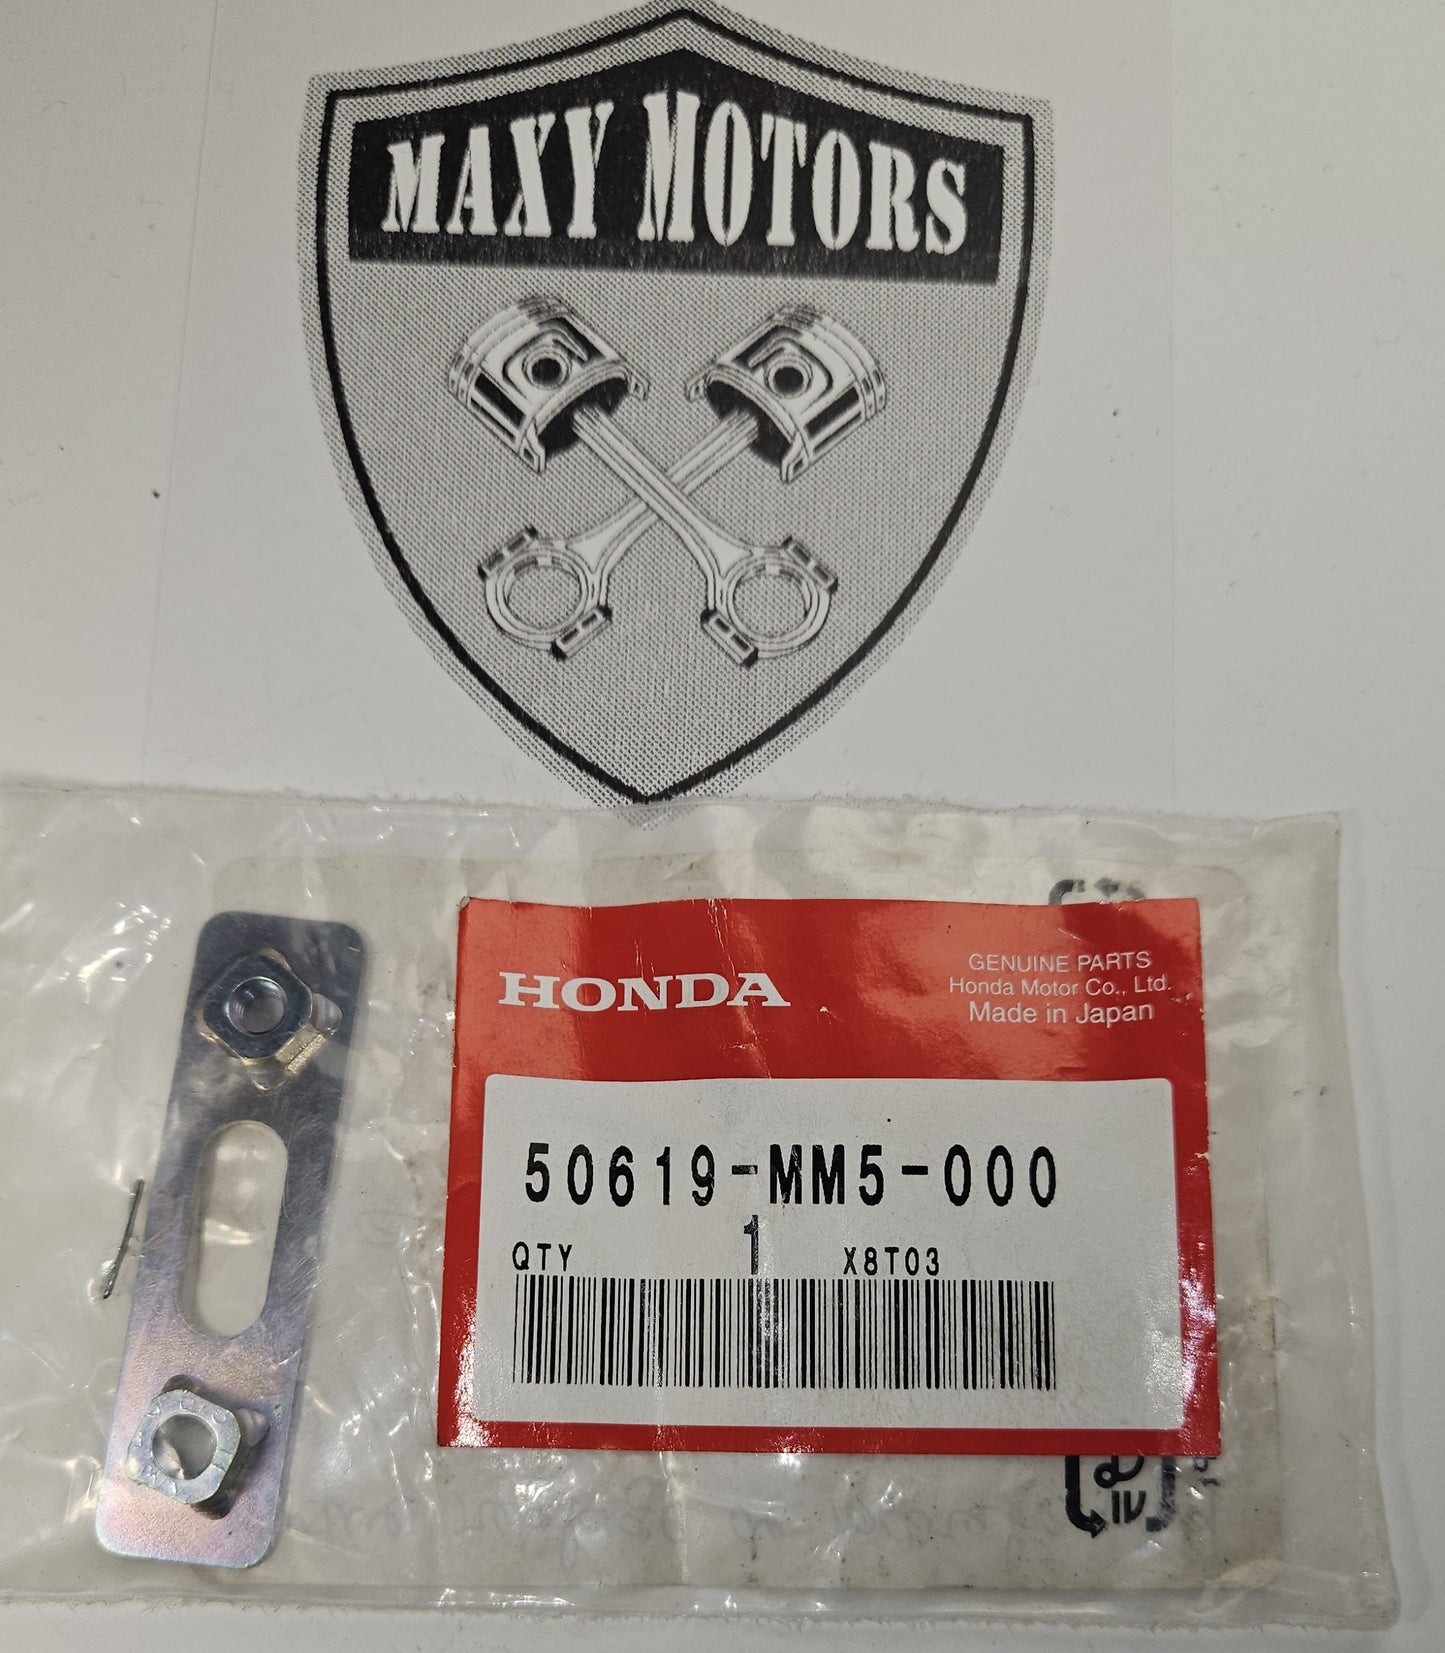 MAXY MOTORS
HONDA
GENUINE PARTS
Honda Motor Co., Ltd.
Made in Japan
50619-MM5-000
QTY 1 X8T03